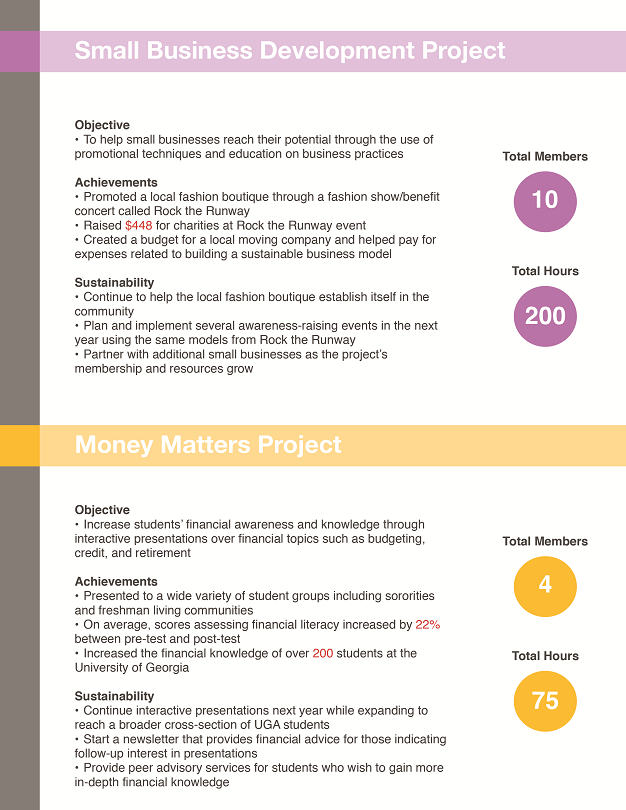 Small Business Development Project
Objective
• To help small businesses reach their potential through the use of
promotional techniques and education on business practices
Achievements
• Promoted a local fashion boutique through a fashion show/benefit
concert called Rock the Runway
• Raised $448 for charities at Rock the Runway event
• Created a budget for a local moving company and helped pay for
expenses related to building a sustainable business model
Sustainability
• Continue to help the local fashion boutique establish itself in the
community
• Plan and implement several awareness-raising events in the next
year using the same models from Rock the Runway
• Partner with additional small businesses as the project's
membership and resources grow
Total Members
10
Total Hours
200
Money Matters Project
Objective
• Increase students' financial awareness and knowledge through
interactive presentations over financial topics such as budgeting,
credit, and retirement
Achievements
• Presented to a wide variety of student groups including sororities
and freshman living communities
• On average, scores assessing financial literacy increased by 22%
between pre-test and post-test
• Increased the financial knowledge of over 200 students at the
University of Georgia
Sustainability
• Continue interactive presentations next year while expanding to
reach a broader cross-section of UGA students
• Start a newsletter that provides financial advice for those indicating
follow-up interest in presentations
• Provide peer advisory services for students who wish to gain more
in-depth financial knowledge
Total Members
4
Total Hours
75